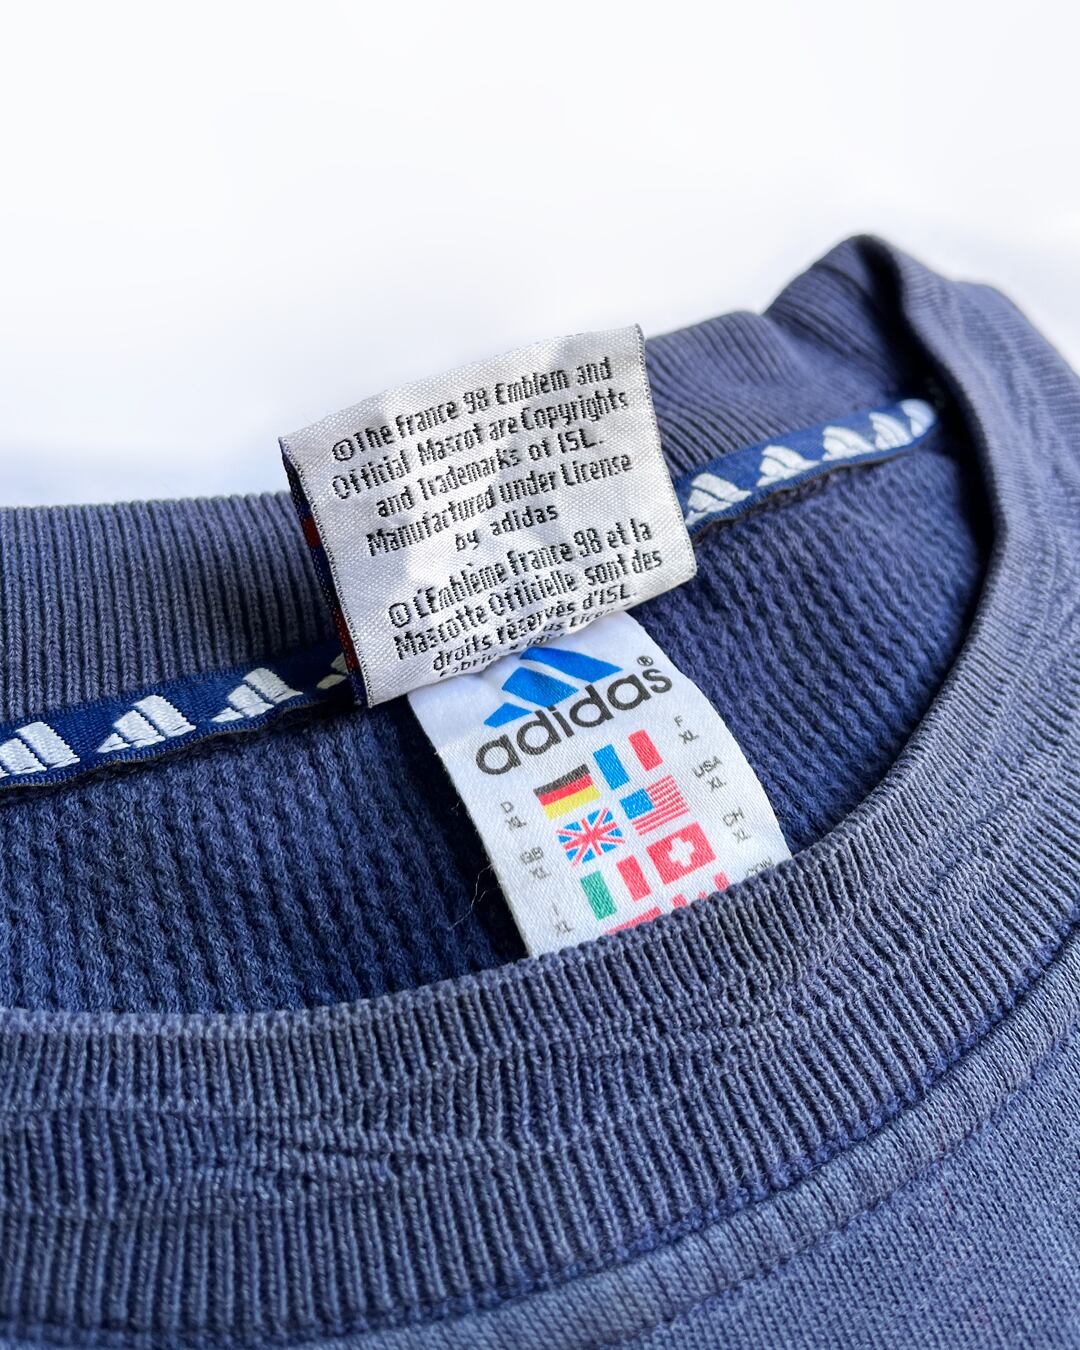 ©The France 98 Emblem and
Official Mascot are Copyrights
and Trademarks of ISL.
Manufactured under Licence
by adidas
© L'Emblème France 98 et la
Mascotte Officielle sont des
droits réservés d'ISL.
adidas®
F
XL
D
XL
USA
XL
GB
XL
CH
XL
I
XL